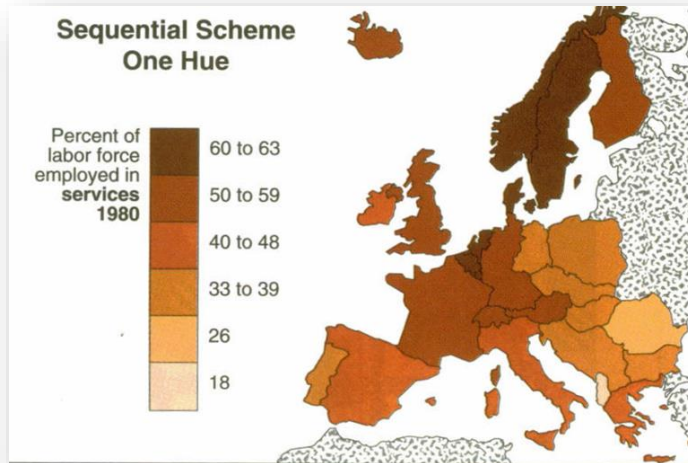 Sequential Scheme
One Hue
Percent of
labor force
employed in
services
1980
60 to 63
50 to 59
40 to 48
33 to 39
26
18